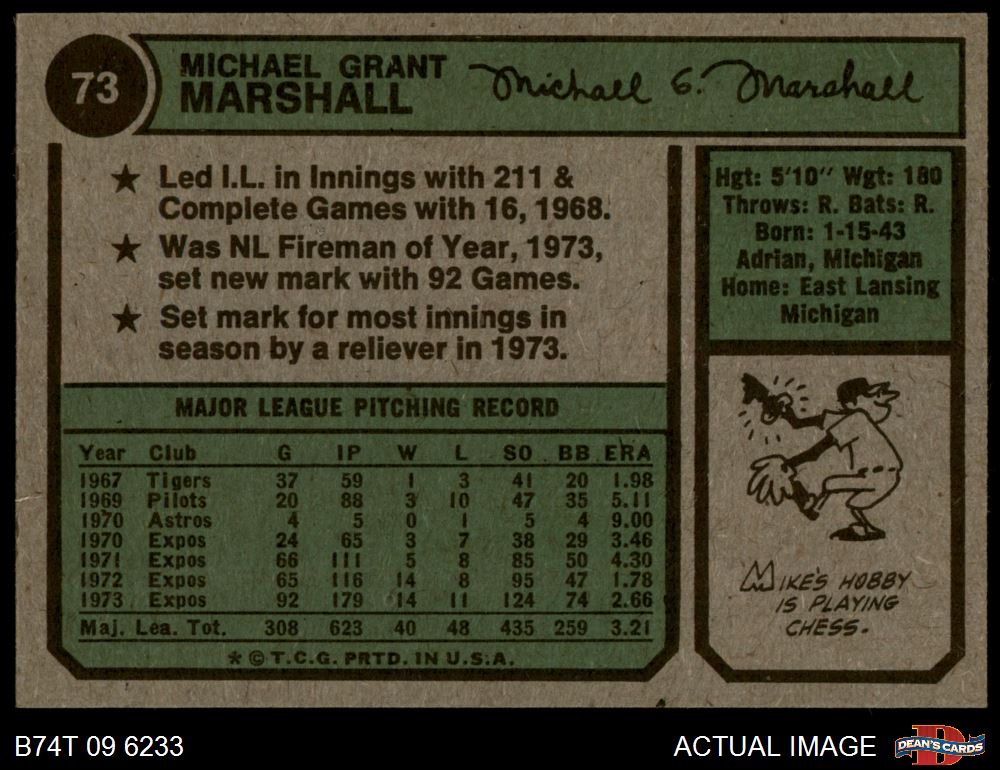 73
MICHAEL GRANT
MARSHALL
Michael G. Marshall
★ Led I.L. in Innings with 211 &
Complete Games with 16, 1968.
★ Was NL Fireman of Year, 1973,
set new mark with 92 Games.
★ Set mark for most innings in
season by a reliever in 1973.
Hgt: 5'10" Wgt: 180
Throws: R. Bats: R.
Born: 1-15-43
Adrian, Michigan
Home: East Lansing
Michigan
MAJOR LEAGUE PITCHING RECORD
Year Club G IP W L SO BB ERA
1967 Tigers 37 59 1 3 41 20 1.98
1969 Pilots 20 88 3 10 47 35 5.11
1970 Astros 4 5 0 1 5 4 9.00
1970 Expos 24 65 3 7 38 29 3.46
1971 Expos 66 111 5 8 85 50 4.30
1972 Expos 65 116 14 8 95 47 1.78
1973 Expos 92 179 14 11 124 74 2.66
Maj. Lea. Tot. 308 623 40 48 435 259 3.21
* © T.C.G. PRTD. IN U.S.A.
MIKE'S HOBBY
IS PLAYING
CHESS.
B74T 09 6233
ACTUAL IMAGE
D
DEAN'S CARDS